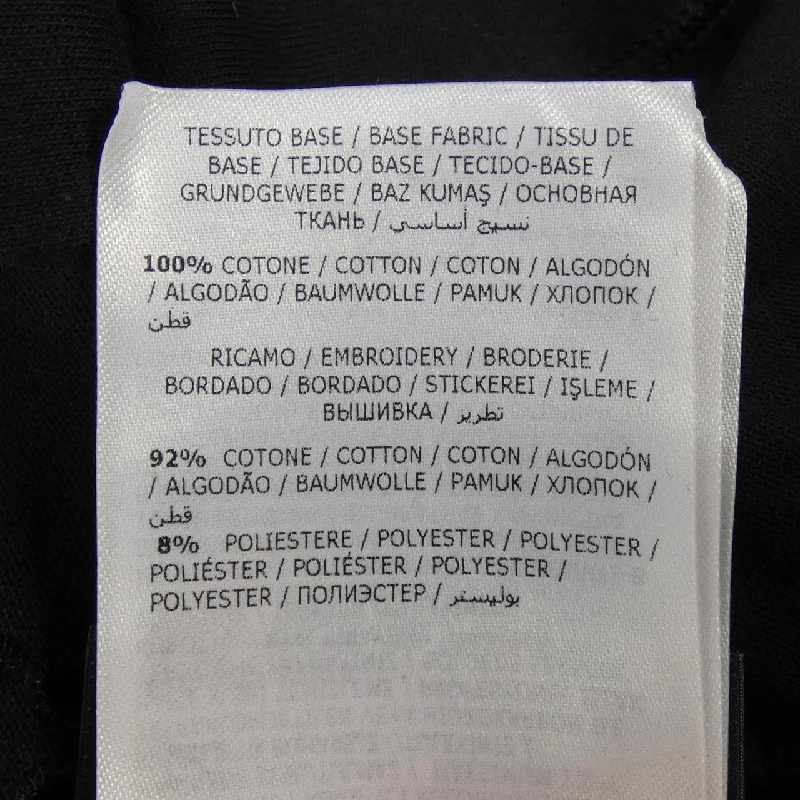 TESSUTO BASE / BASE FABRIC / TISSU DE
BASE / TEJIDO BASE / TECIDO-BASE /
GRUNDGEWEBE / BAZ KUMAŞ / ОСНОВНАЯ
ТКАНЬ / نسيج أساسي
100% COTONE / COTTON / COTON / ALGODÓN
/ ALGODÃO / BAUMWOLLE / PAMUK / ХЛОПОК /
قطن
RICAMO / EMBROIDERY / BRODERIE /
BORDADO / BORDADO / STICKEREI / İŞLEME /
ВЫШИВКА / تطريز
92% COTONE / COTTON / COTON / ALGODÓN
/ ALGODÃO / BAUMWOLLE / PAMUK / ХЛОПОК /
قطن
8% POLIESTERE / POLYESTER / POLYESTER /
POLIÉSTER / POLIÉSTER / POLYESTER /
POLYESTER / ПОЛИЭСТЕР / بوليستر